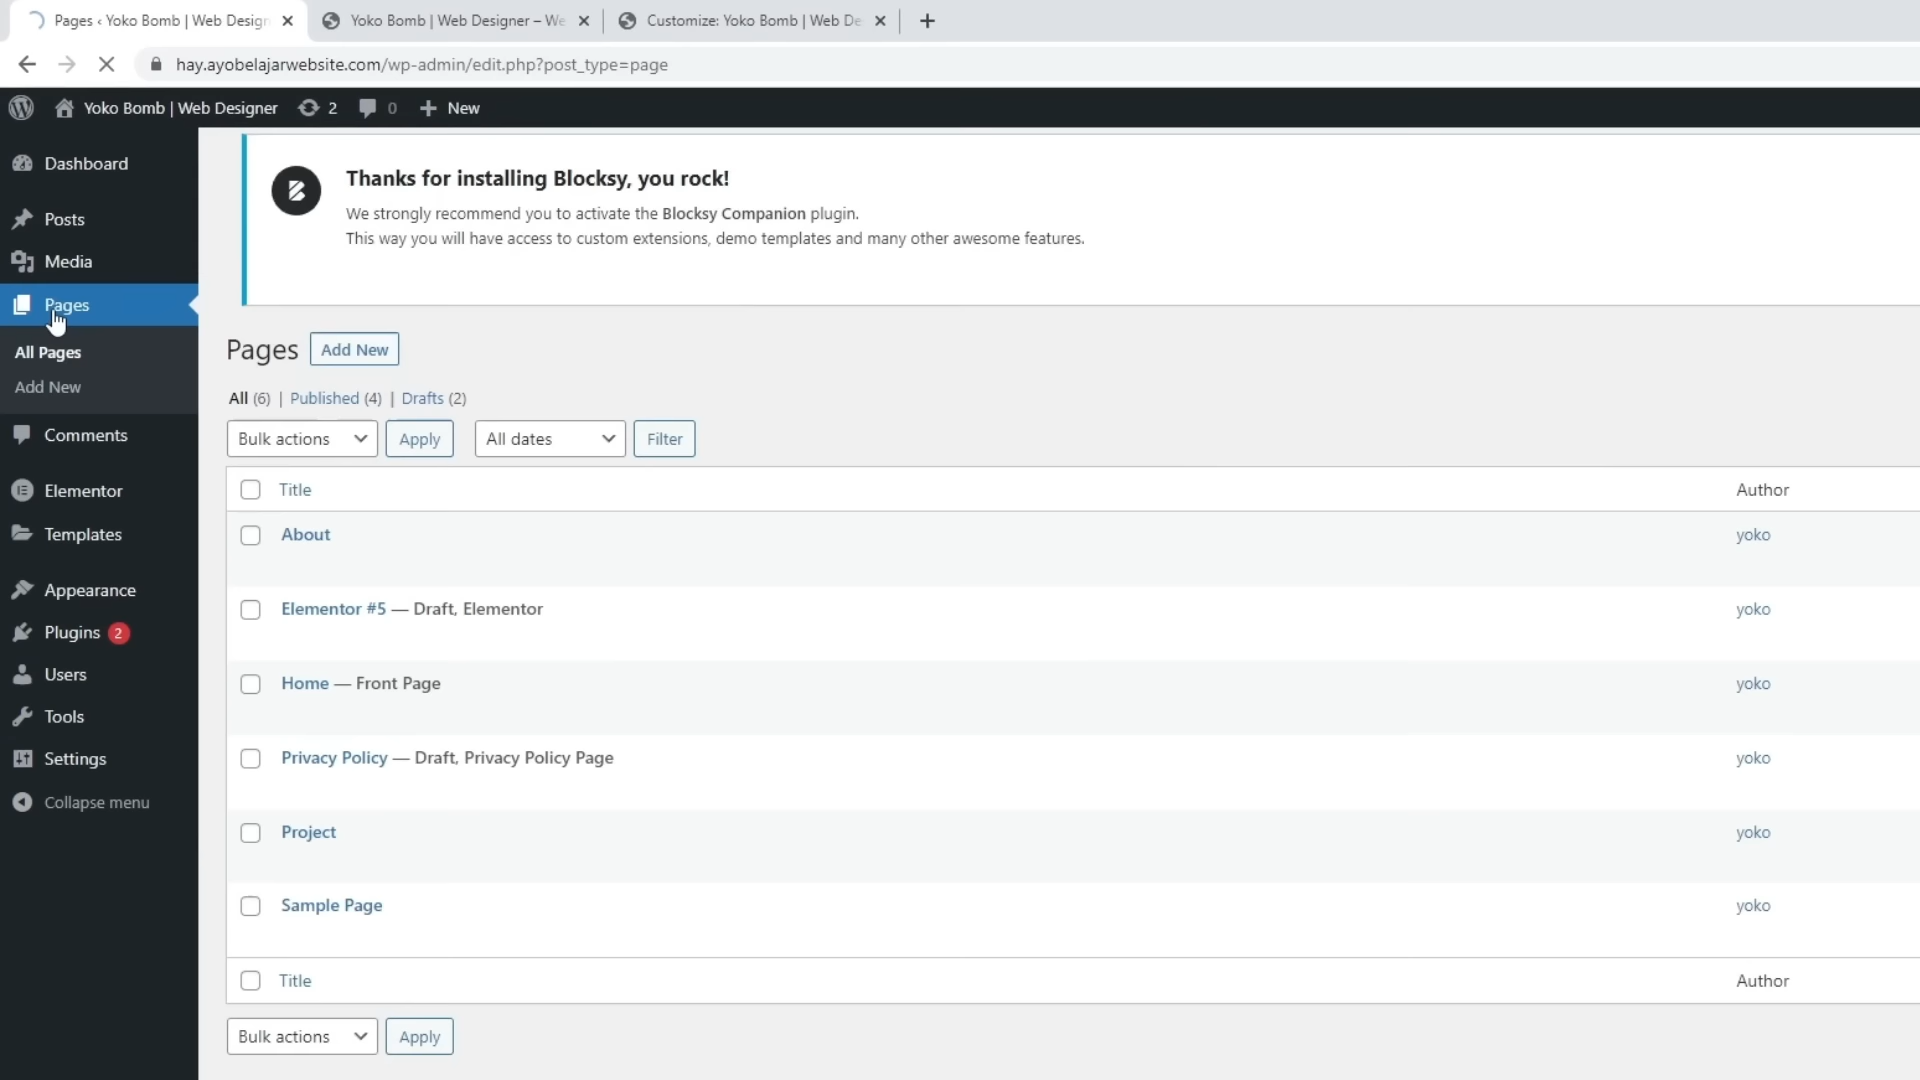 Pages ‹ Yoko Bomb | Web Design
Yoko Bomb | Web Designer – We
Customize: Yoko Bomb | Web De
hay.ayobelajarwebsite.com/wp-admin/edit.php?post_type=page
Yoko Bomb | Web Designer
2
0
New
Dashboard
Posts
Media
Pages
All Pages
Add New
Comments
Elementor
Templates
Appearance
Plugins 2
Users
Tools
Settings
Collapse menu
Thanks for installing Blocksy, you rock!
We strongly recommend you to activate the Blocksy Companion plugin.
This way you will have access to custom extensions, demo templates and many other awesome features.
Pages Add New
All (6) | Published (4) | Drafts (2)
Bulk actions Apply All dates Filter
Title Author
About yoko
Elementor #5 — Draft, Elementor yoko
Home — Front Page yoko
Privacy Policy — Draft, Privacy Policy Page yoko
Project yoko
Sample Page yoko
Title Author
Bulk actions Apply